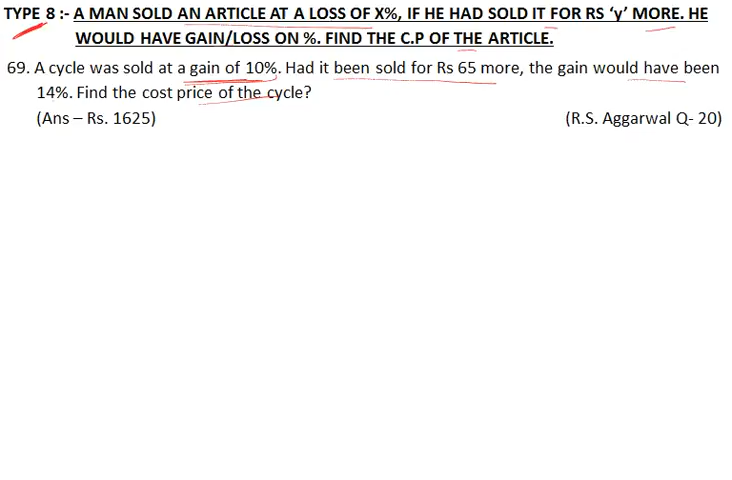 TYPE 8 :- A MAN SOLD AN ARTICLE AT A LOSS OF X%, IF HE HAD SOLD IT FOR RS ‘y’ MORE. HE
WOULD HAVE GAIN/LOSS ON %. FIND THE C.P OF THE ARTICLE.
69. A cycle was sold at a gain of 10%. Had it been sold for Rs 65 more, the gain would have been
14%. Find the cost price of the cycle?
(Ans – Rs. 1625) (R.S. Aggarwal Q- 20)